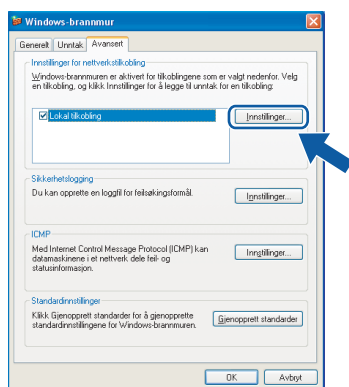 Windows-brannmur
Generelt Unntak Avansert
Innstillinger for nettverkstilkobling
Windows-brannmuren er aktivert for tilkoblingene som er valgt nedenfor. Velg
en tilkobling, og klikk Innstillinger for å legge til unntak for en tilkobling:
Lokal tilkobling
Innstillinger...
Sikkerhetslogging
Du kan opprette en loggfil for feilsøkingsformål.
Innstillinger...
ICMP
Med Internet Control Message Protocol (ICMP) kan
datamaskinene i et nettverk dele feil- og
statusinformasjon.
Innstillinger...
Standardinnstillinger
Klikk Gjenopprett standarder for å gjenopprette
standardinnstillingene for Windows-brannmuren.
Gjenopprett standarder
OK Avbryt